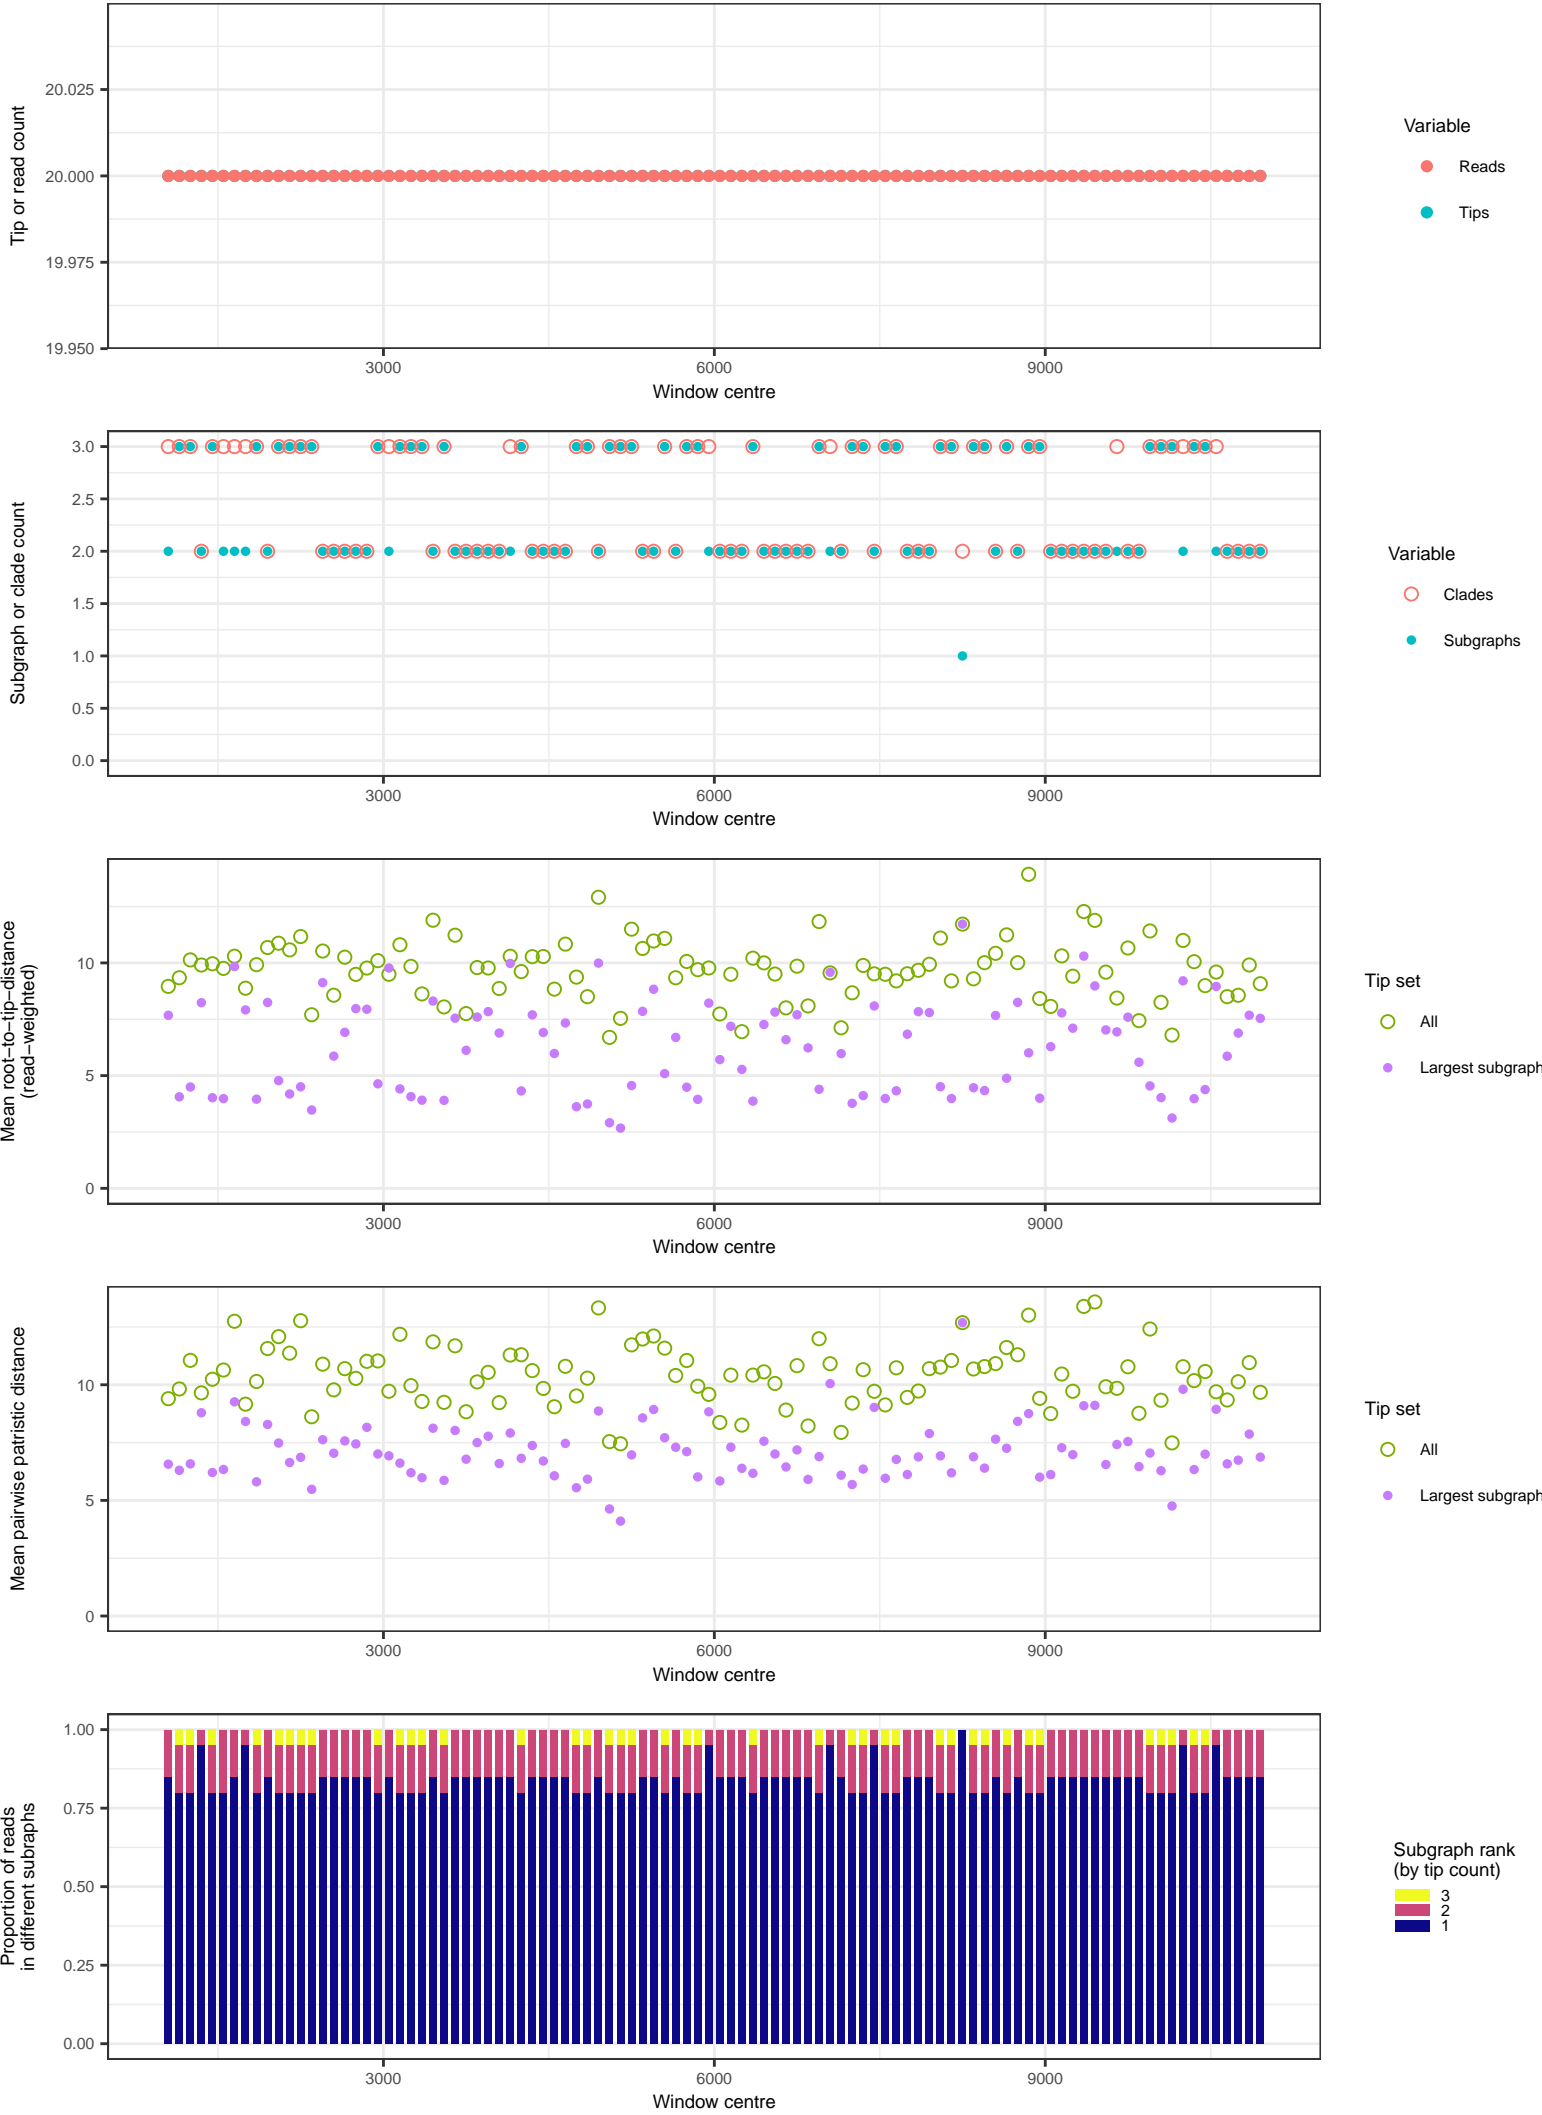 Tip or read count
20.025
20.000
19.975
19.950
3000
6000
9000
Window centre
Variable
Reads
Tips
Subgraph or clade count
3.0
2.5
2.0
1.5
1.0
0.5
0.0
3000
6000
9000
Window centre
Variable
Clades
Subgraphs
Mean root−to−tip−distance
(read−weighted)
10
5
0
3000
6000
9000
Window centre
Tip set
All
Largest subgraph
Mean pairwise patristic distance
10
5
0
3000
6000
9000
Window centre
Tip set
All
Largest subgraph
Proportion of reads
in different subraphs
1.00
0.75
0.50
0.25
0.00
3000
6000
9000
Window centre
Subgraph rank
(by tip count)
3
2
1